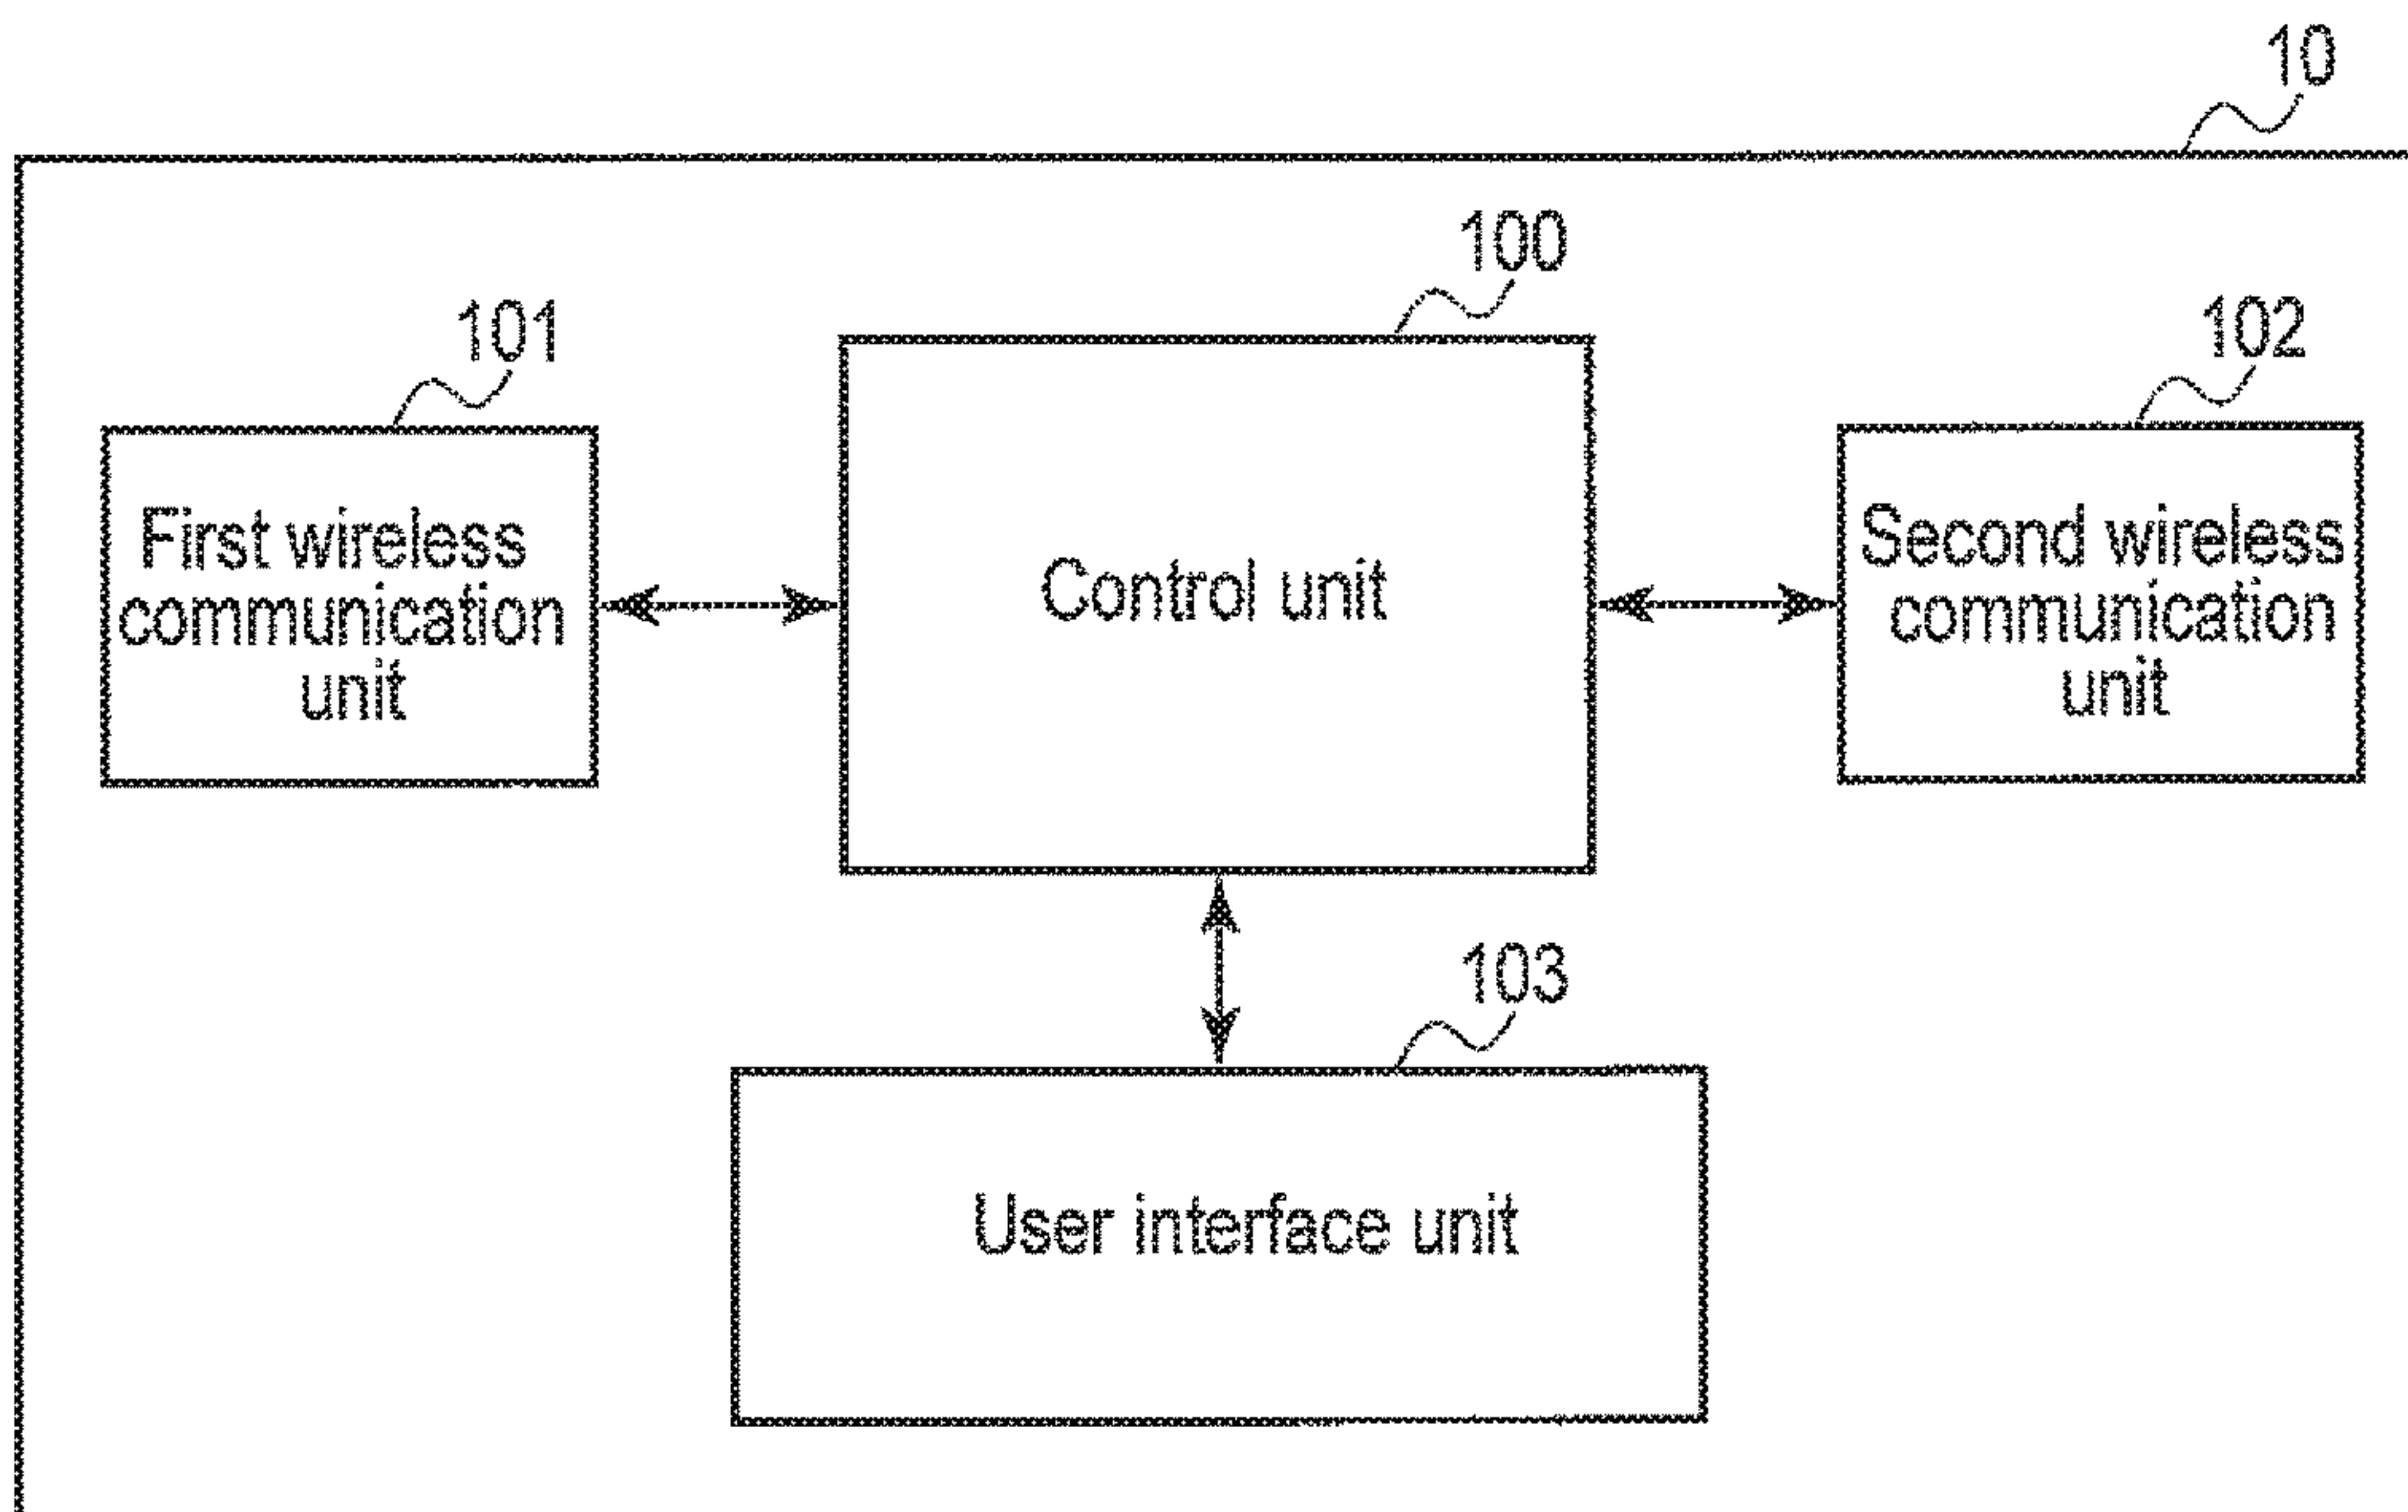 10
100
101
102
First wireless
communication
unit
Control unit
Second wireless
communication
unit
103
User interface unit